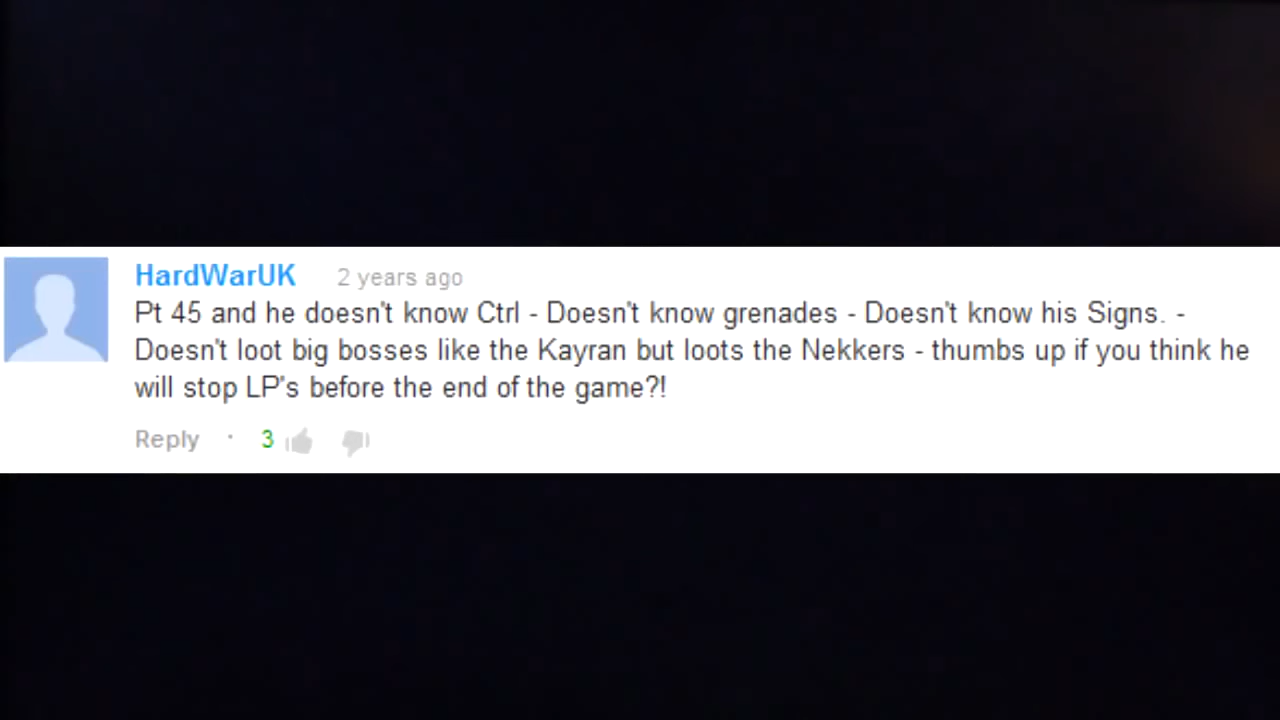 HardWarUK 2 years ago
Pt 45 and he doesn't know Ctrl - Doesn't know grenades - Doesn't know his Signs. -
Doesn't loot big bosses like the Kayran but loots the Nekkers - thumbs up if you think he
will stop LP's before the end of the game?!
Reply · 3